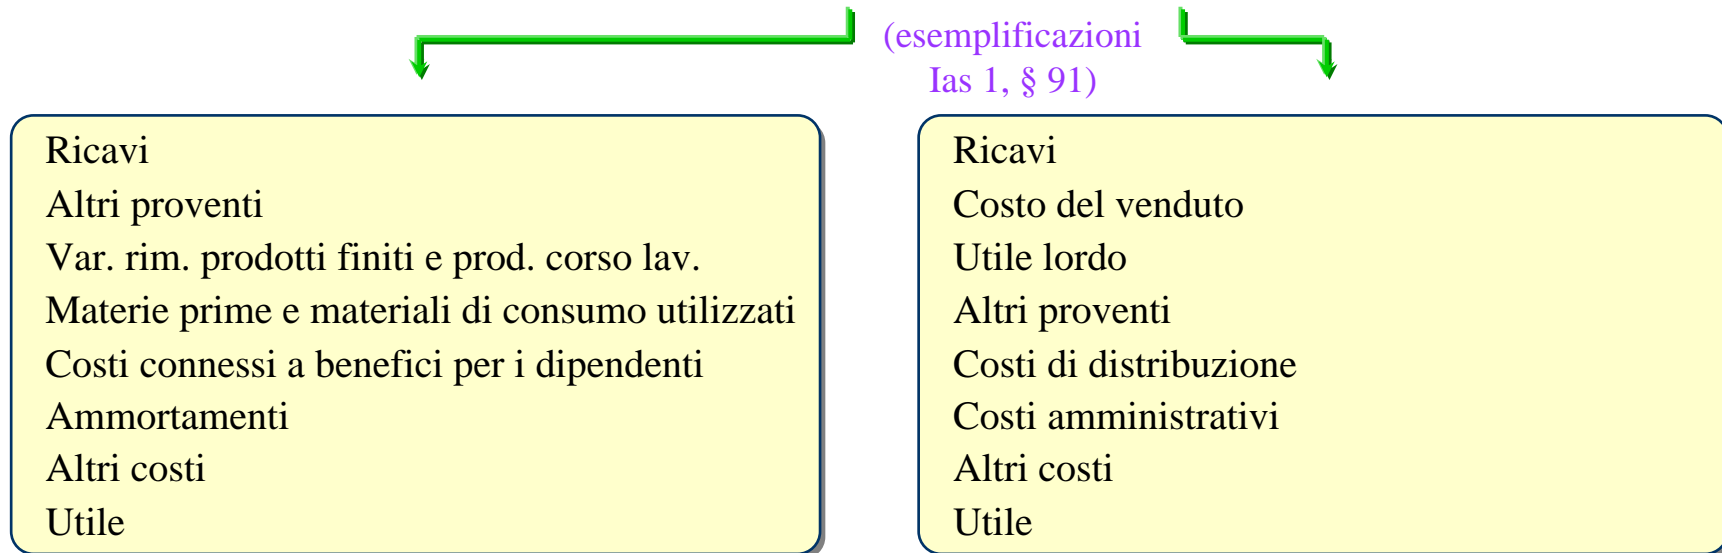 (esemplificazioni
Ias 1, § 91)
Ricavi
Altri proventi
Var. rim. prodotti finiti e prod. corso lav.
Materie prime e materiali di consumo utilizzati
Costi connessi a benefici per i dipendenti
Ammortamenti
Altri costi
Utile
Ricavi
Costo del venduto
Utile lordo
Altri proventi
Costi di distribuzione
Costi amministrativi
Altri costi
Utile